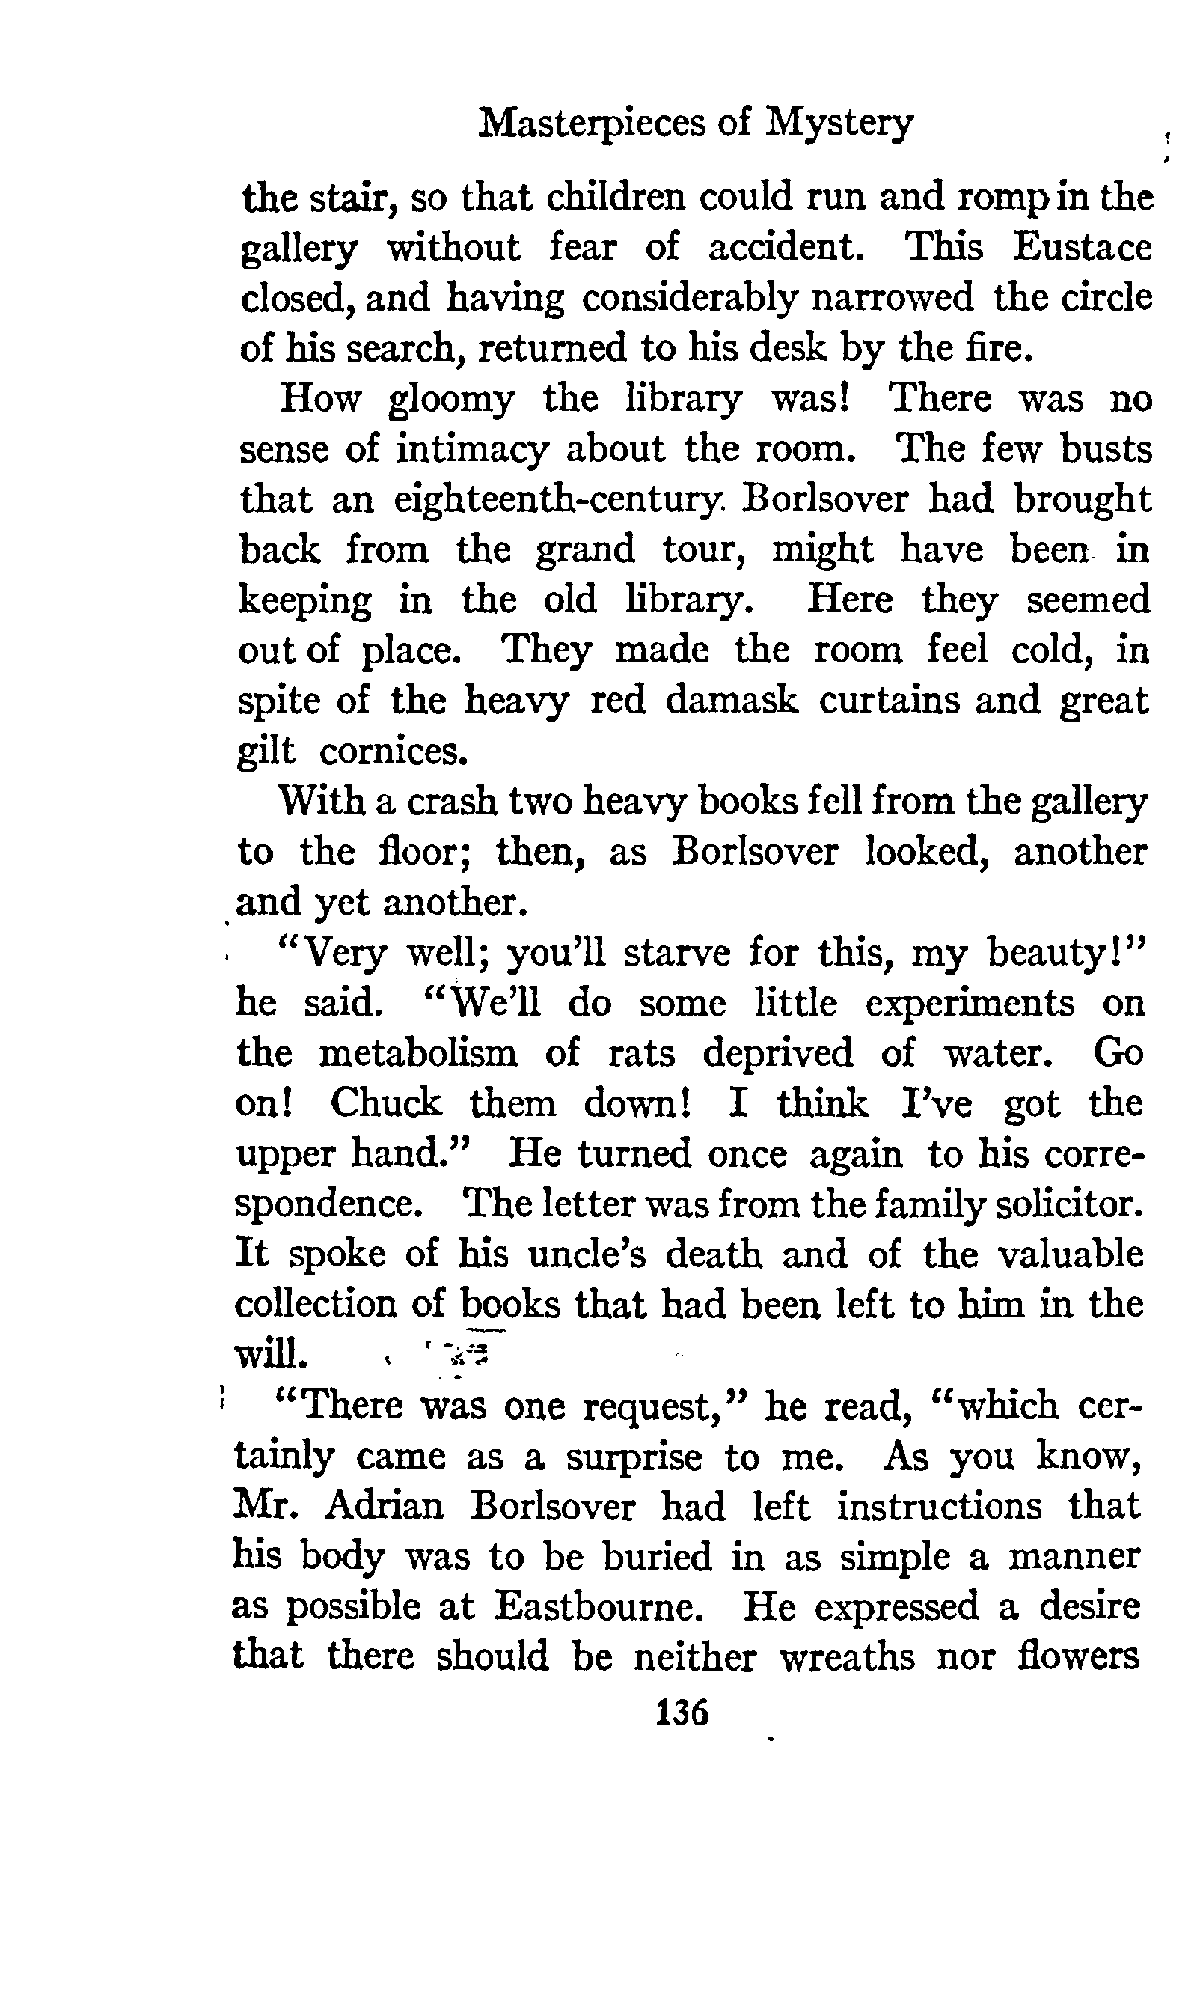 Masterpieces of Mystery
the stair, so that children could run and romp in the
gallery without fear of accident. This Eustace
closed, and having considerably narrowed the circle
of his search, returned to his desk by the fire.
How gloomy the library was! There was no
sense of intimacy about the room. The few busts
that an eighteenth-century Borlsover had brought
back from the grand tour, might have been in
keeping in the old library. Here they seemed
out of place. They made the room feel cold, in
spite of the heavy red damask curtains and great
gilt cornices.
With a crash two heavy books fell from the gallery
to the floor; then, as Borlsover looked, another
and yet another.
"Very well; you'll starve for this, my beauty!"
he said. "We'll do some little experiments on
the metabolism of rats deprived of water. Go
on! Chuck them down! I think I've got the
upper hand." He turned once again to his corre-
spondence. The letter was from the family solicitor.
It spoke of his uncle's death and of the valuable
collection of books that had been left to him in the
will.
"There was one request," he read, "which cer-
tainly came as a surprise to me. As you know,
Mr. Adrian Borlsover had left instructions that
his body was to be buried in as simple a manner
as possible at Eastbourne. He expressed a desire
that there should be neither wreaths nor flowers
136